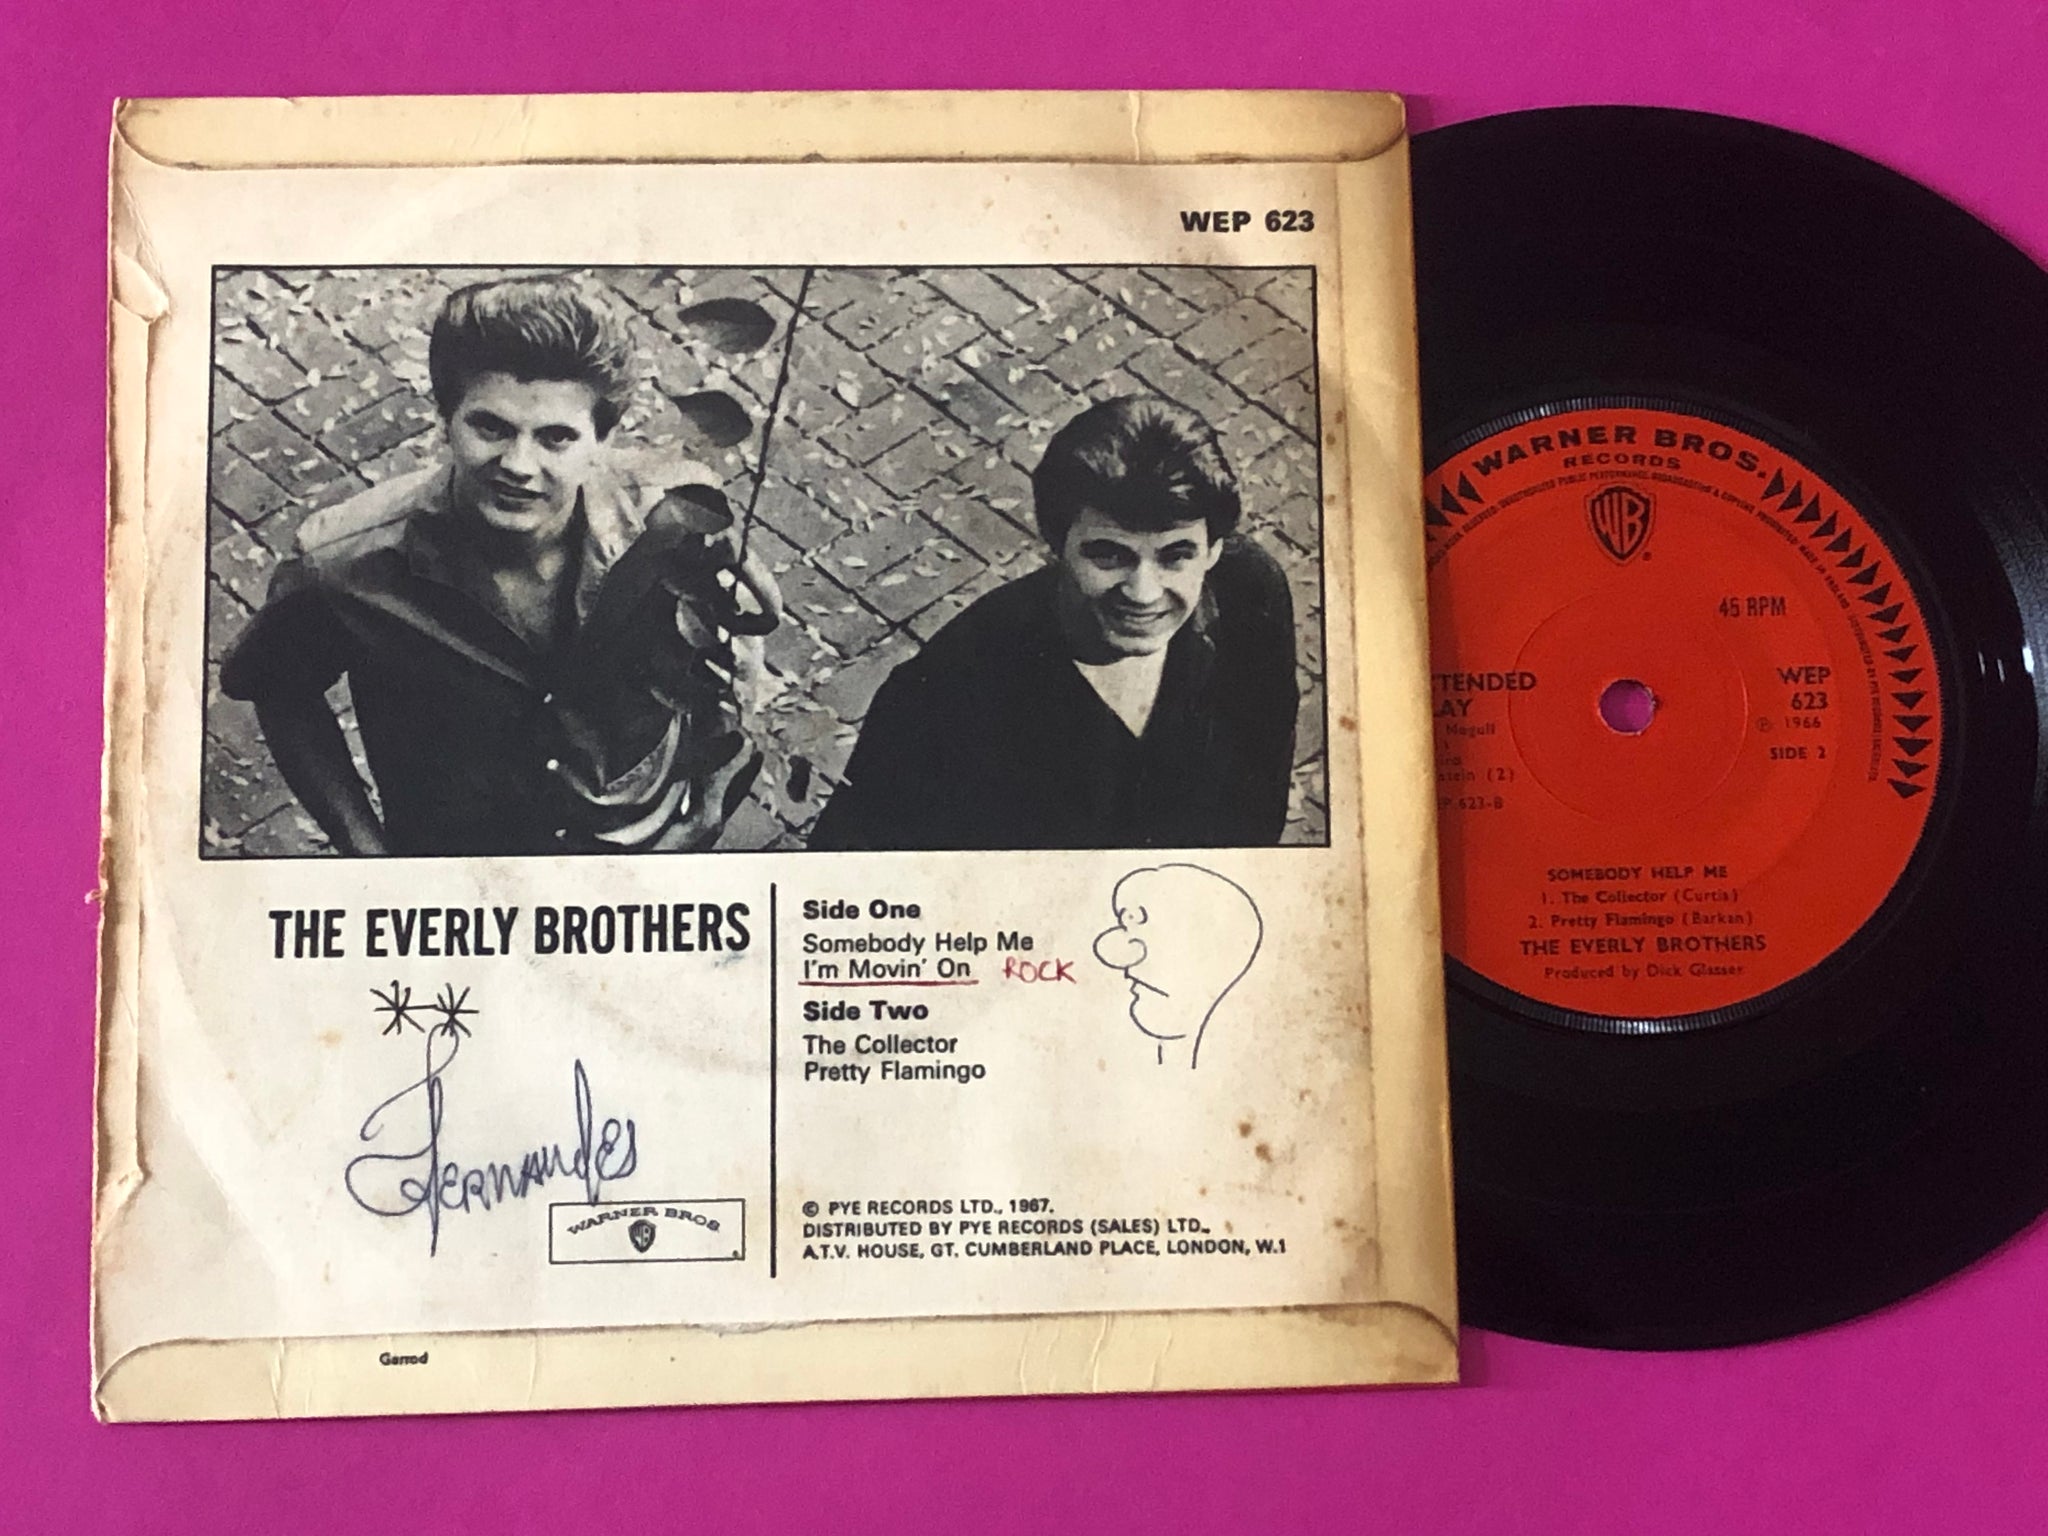 WEP 623
THE EVERLY BROTHERS
Fernandes
WARNER BROS
WB
Side One
Somebody Help Me
I'm Movin' On ROCK
Side Two
The Collector
Pretty Flamingo
© PYE RECORDS LTD., 1967.
DISTRIBUTED BY PYE RECORDS (SALES) LTD.,
A.T.V. HOUSE, GT. CUMBERLAND PLACE, LONDON, W.1
Garrod
WARNER BROS.
RECORDS
WB
45 RPM
WEP
623
℗ 1966
SIDE 2
(2)
623-B
SOMEBODY HELP ME
1. The Collector (Curtis)
2. Pretty Flamingo (Barkan)
THE EVERLY BROTHERS
Produced by Dick Glasser